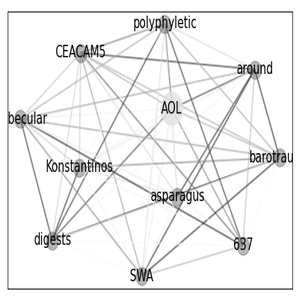 polyphyletic
CEACAM5
around
AOL
becular
barotrau
Konstantinos
asparagus
digests
637
SWA